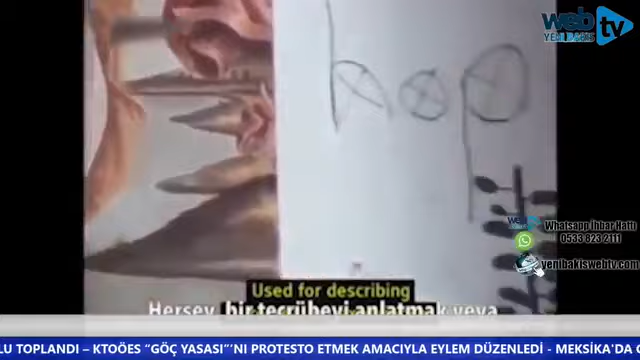 hop
web tv
YENİ BAKIŞ
Whatsapp İhbar Hattı
0533 823 2111
yenibakiswebtv.com
Used for describing
Herşey, bir tecrübeyi anlatmak veya
LU TOPLANDI – KTOÖES “GÖÇ YASASI”'NI PROTESTO ETMEK AMACIYLA EYLEM DÜZENLEDİ - MEKSİKA'DA